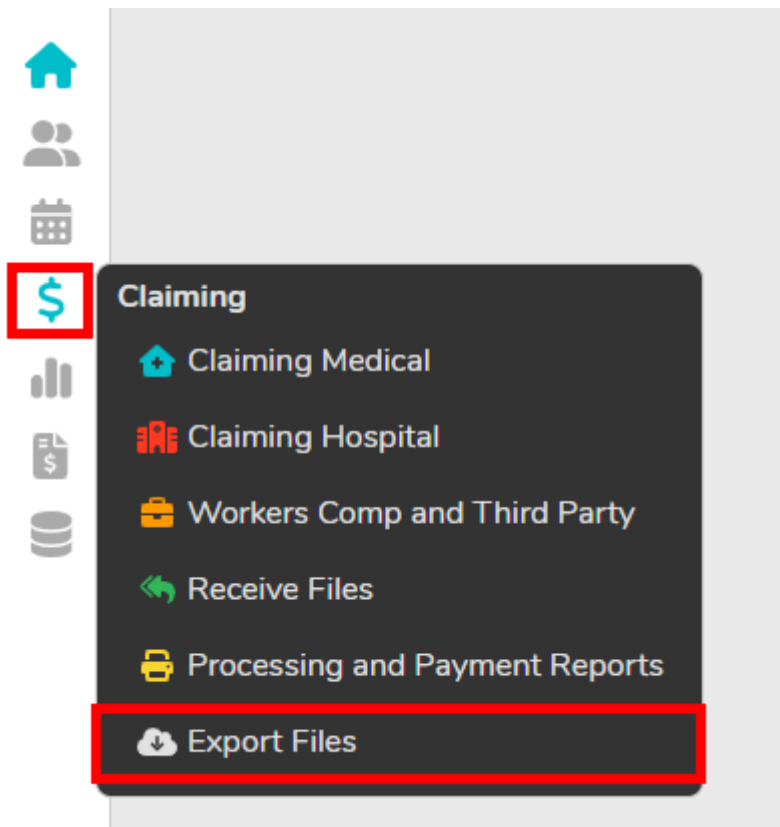 Claiming
Claiming Medical
Claiming Hospital
Workers Comp and Third Party
Receive Files
Processing and Payment Reports
Export Files